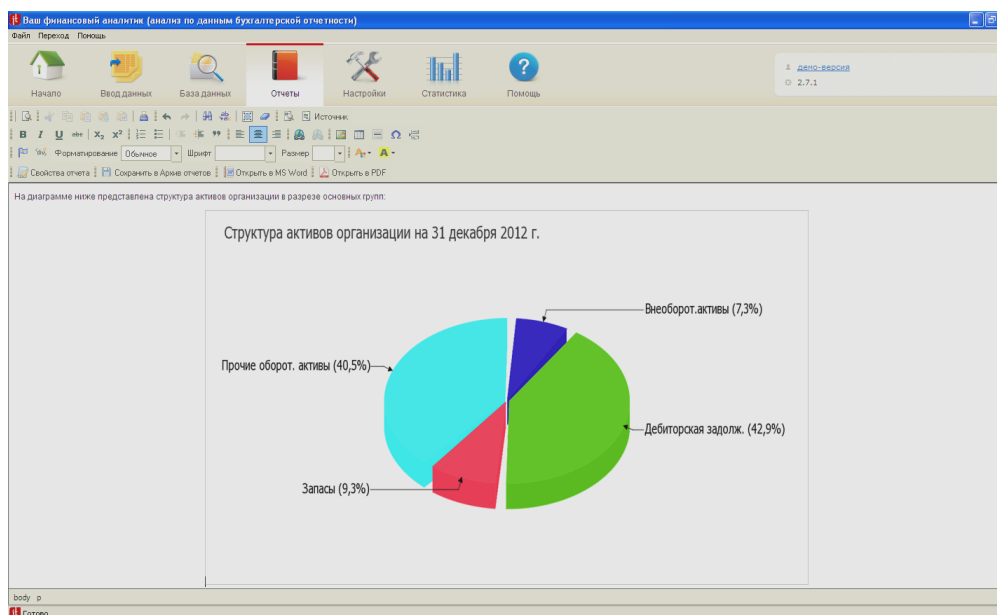 Ваш финансовый аналитик (анализ по данным бухгалтерской отчетности)
Файл Переход Помощь
Начало Ввод данных База данных Отчеты Настройки Статистика Помощь
демо-версия
2.7.1
Источник
B I U abc X₂ X²
Форматирование Обычное Шрифт Размер
Свойства отчета Сохранить в Архив отчетов Открыть в MS Word Открыть в PDF
На диаграмме ниже представлена структура активов организации в разрезе основных групп:
Структура активов организации на 31 декабря 2012 г.
Внеоборот.активы (7,3%)
Прочие оборот. активы (40,5%)
Дебиторская задолж. (42,9%)
Запасы (9,3%)
body p
Готово